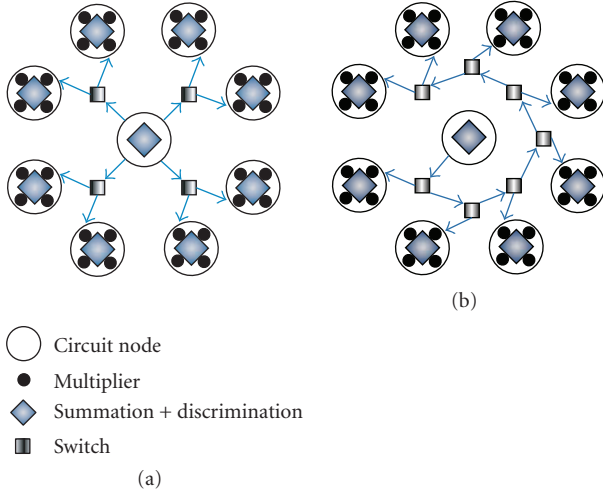 (b)
Circuit node
Multiplier
Summation + discrimination
Switch
(a)